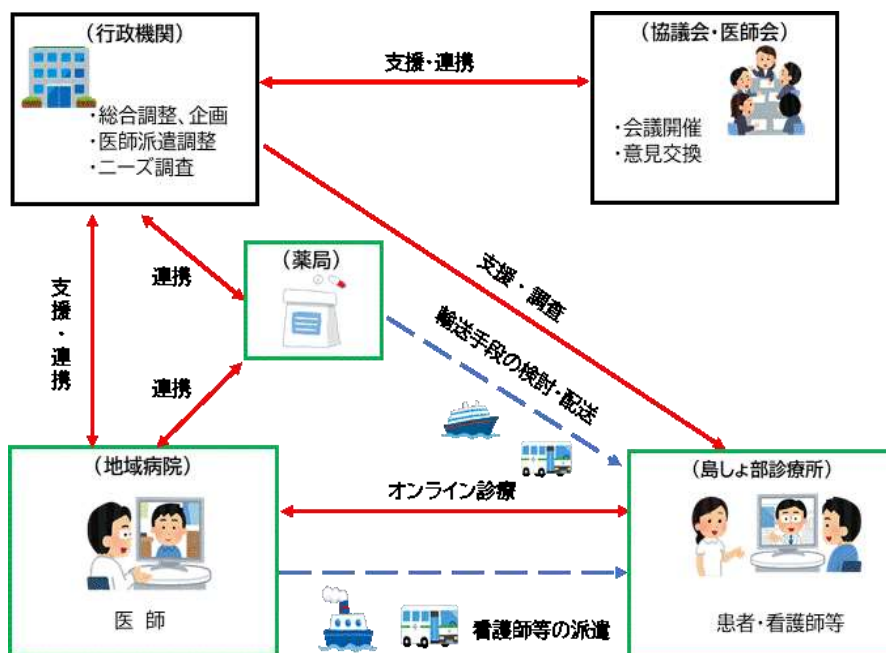 （行政機関）
・総合調整、企画
・医師派遣調整
・ニーズ調査
支援・連携
（協議会・医師会）
・会議開催
・意見交換
支援・連携
連携
（薬局）
連携
支援・調査
輸送手段の検討・配送
（地域病院）
医 師
オンライン診療
看護師等の派遣
（島しょ部診療所）
患者・看護師等